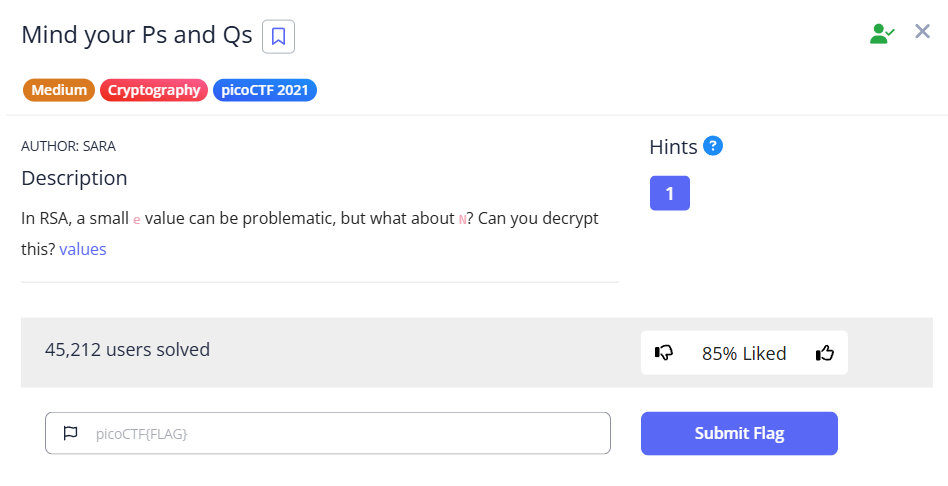 Mind your Ps and Qs
Medium Cryptography picoCTF 2021
AUTHOR: SARA
Description
In RSA, a small e value can be problematic, but what about N? Can you decrypt
this? values
Hints ?
1
45,212 users solved
85% Liked
picoCTF{FLAG}
Submit Flag